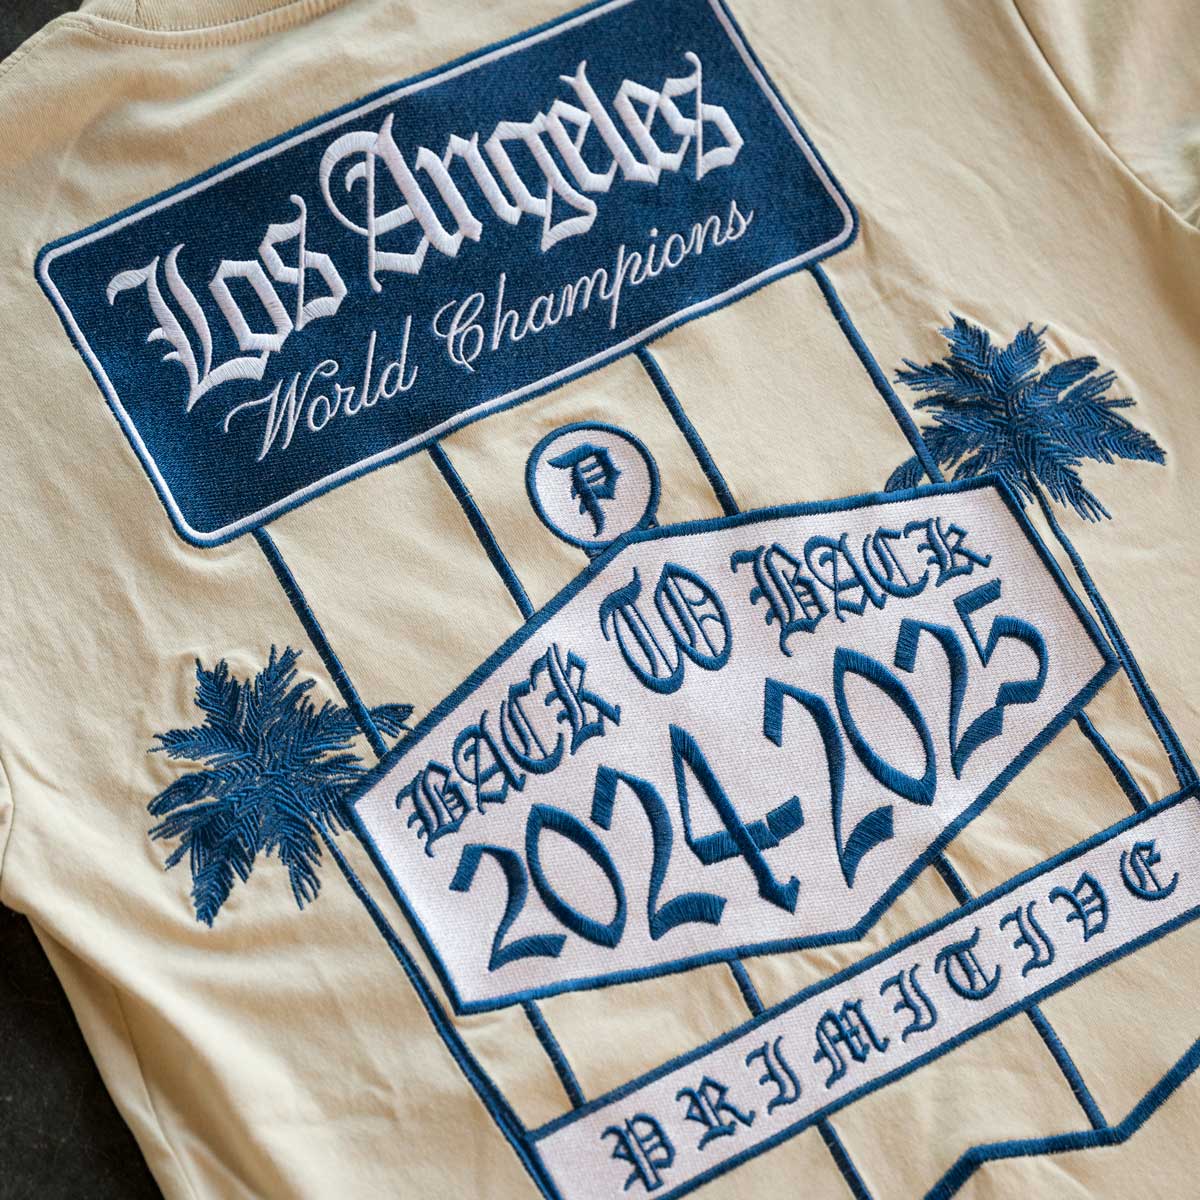 Los Angeles
World Champions
P
BACK TO BACK
2024-2025
PRIMITIVE